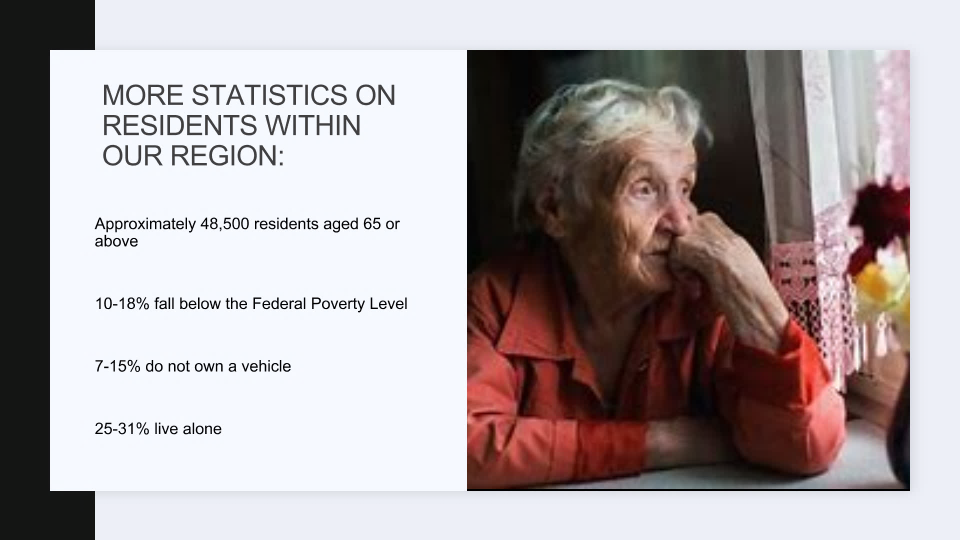 MORE STATISTICS ON
RESIDENTS WITHIN
OUR REGION:
Approximately 48,500 residents aged 65 or
above
10-18% fall below the Federal Poverty Level
7-15% do not own a vehicle
25-31% live alone